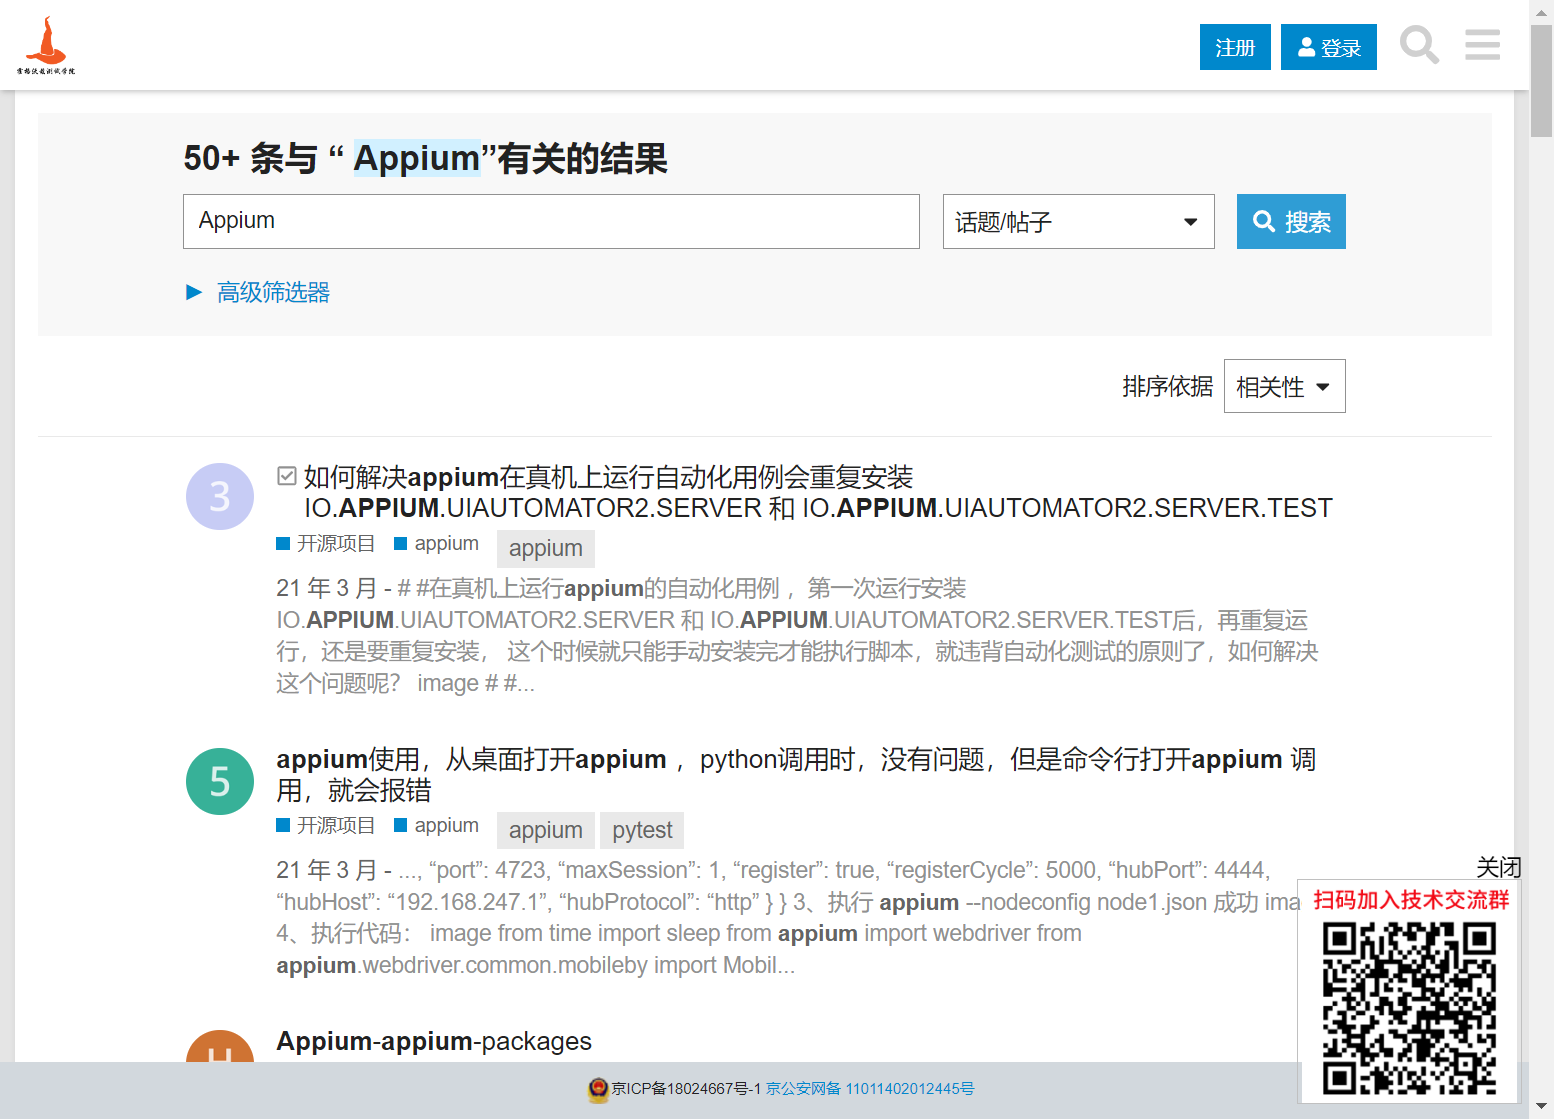 霍格沃兹测试学院
注册
登录
50+ 条与 “ Appium”有关的结果
Appium
话题/帖子
搜索
► 高级筛选器
排序依据
相关性
3
如何解决appium在真机上运行自动化用例会重复安装
IO.APPIUM.UIAUTOMATOR2.SERVER 和 IO.APPIUM.UIAUTOMATOR2.SERVER.TEST
开源项目 appium appium
21 年 3 月 - # #在真机上运行appium的自动化用例 ，第一次运行安装
IO.APPIUM.UIAUTOMATOR2.SERVER 和 IO.APPIUM.UIAUTOMATOR2.SERVER.TEST后，再重复运
行，还是要重复安装， 这个时候就只能手动安装完才能执行脚本，就违背自动化测试的原则了，如何解决
这个问题呢？ image # #...
5
appium使用，从桌面打开appium ，python调用时，没有问题，但是命令行打开appium 调
用，就会报错
开源项目 appium appium pytest
21 年 3 月 - ..., “port”: 4723, “maxSession”: 1, “register”: true, “registerCycle”: 5000, “hubPort”: 4444,
“hubHost”: “192.168.247.1”, “hubProtocol”: “http” } } 3、执行 appium --nodeconfig node1.json 成功 ima
4、执行代码： image from time import sleep from appium import webdriver from
appium.webdriver.common.mobileby import Mobil...
H
Appium-appium-packages
关闭
扫码加入技术交流群
京ICP备18024667号-1 京公安网备 11011402012445号